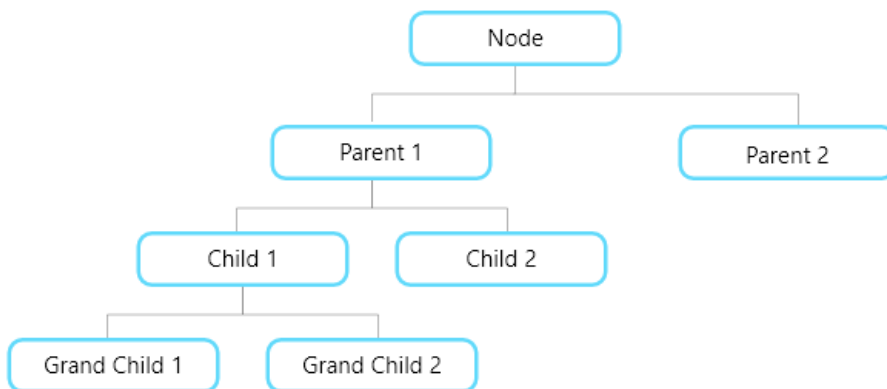 Node
Parent 1
Parent 2
Child 1
Child 2
Grand Child 1
Grand Child 2